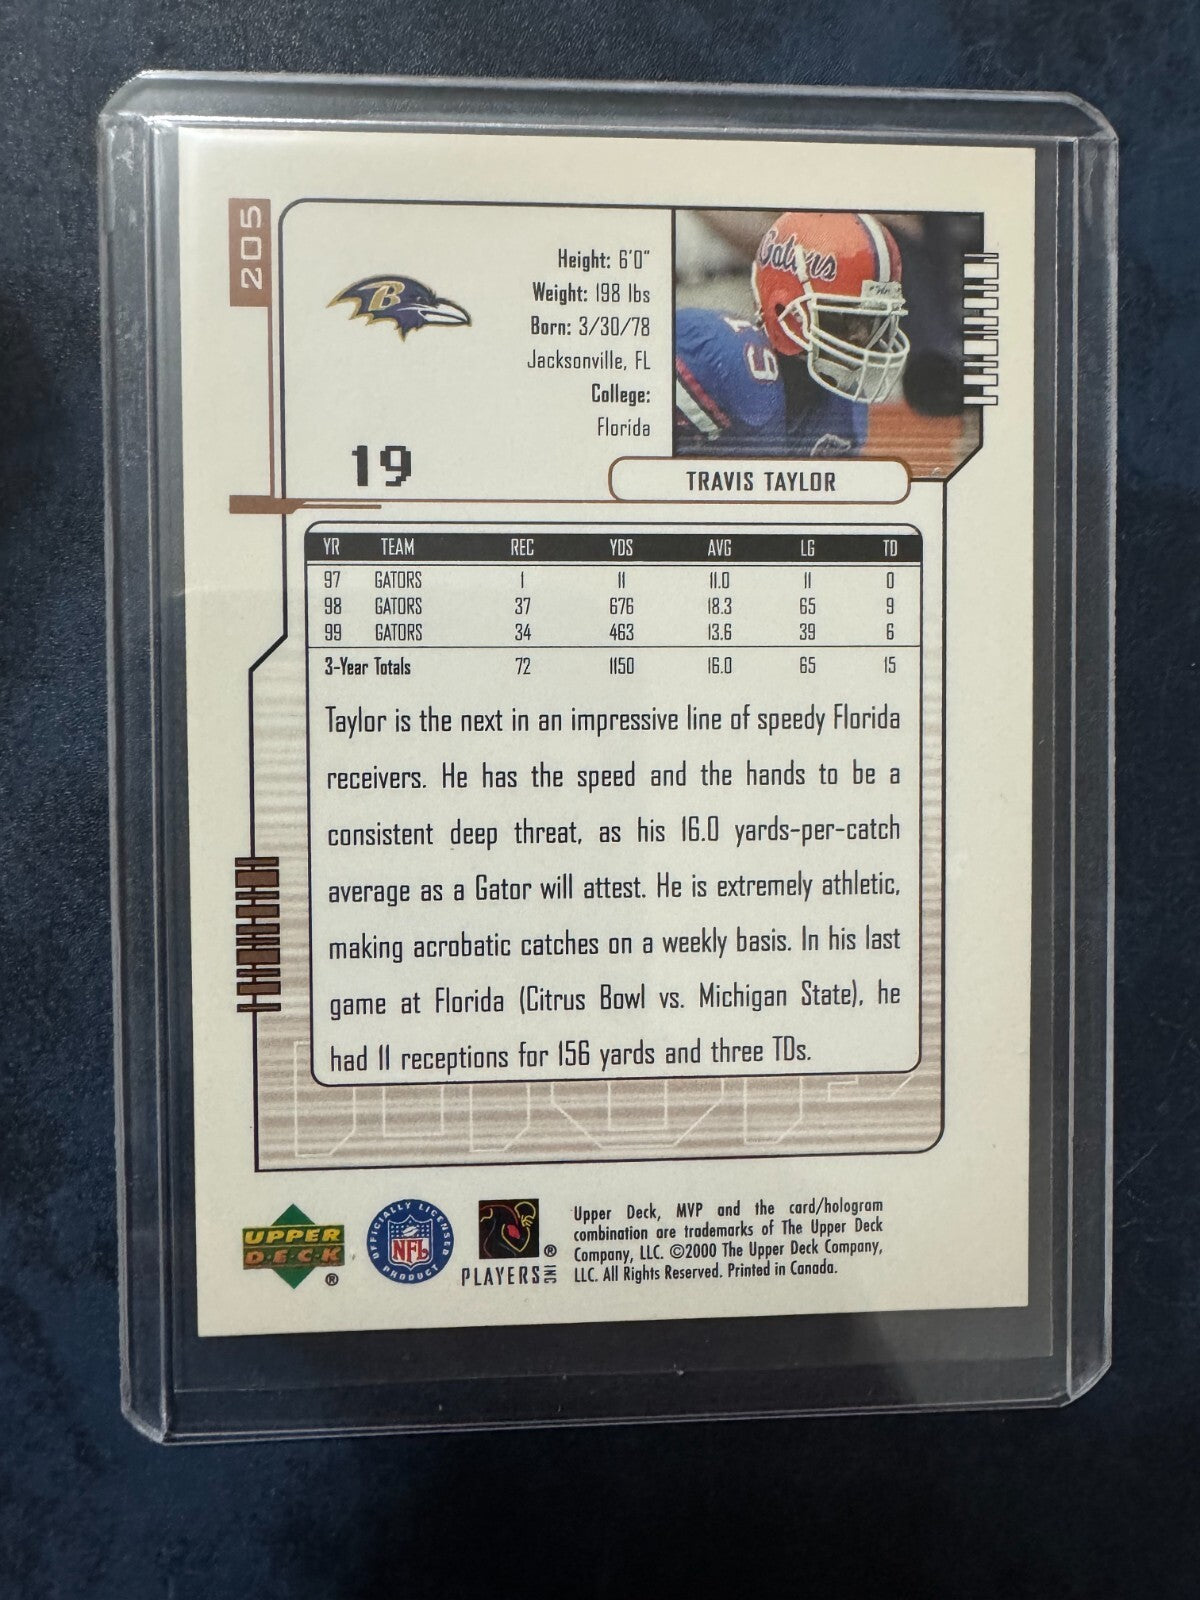 205
B
Height: 6'0"
Weight: 198 lbs
Born: 3/30/78
Jacksonville, FL
College:
Florida
19
Gators
19
TRAVIS TAYLOR
YR TEAM REC YDS AVG LG TD
97 GATORS 1 11 11.0 11 0
98 GATORS 37 676 18.3 65 9
99 GATORS 34 463 13.6 39 6
3-Year Totals 72 1150 16.0 65 15
Taylor is the next in an impressive line of speedy Florida
receivers. He has the speed and the hands to be a
consistent deep threat, as his 16.0 yards-per-catch
average as a Gator will attest. He is extremely athletic,
making acrobatic catches on a weekly basis. In his last
game at Florida (Citrus Bowl vs. Michigan State), he
had 11 receptions for 156 yards and three TDs.
UPPER
DECK
®
OFFICIALLY LICENSED
NFL
PRODUCT
®
PLAYERS INC
Upper Deck, MVP and the card/hologram
combination are trademarks of The Upper Deck
Company, LLC. ©2000 The Upper Deck Company,
LLC. All Rights Reserved. Printed in Canada.